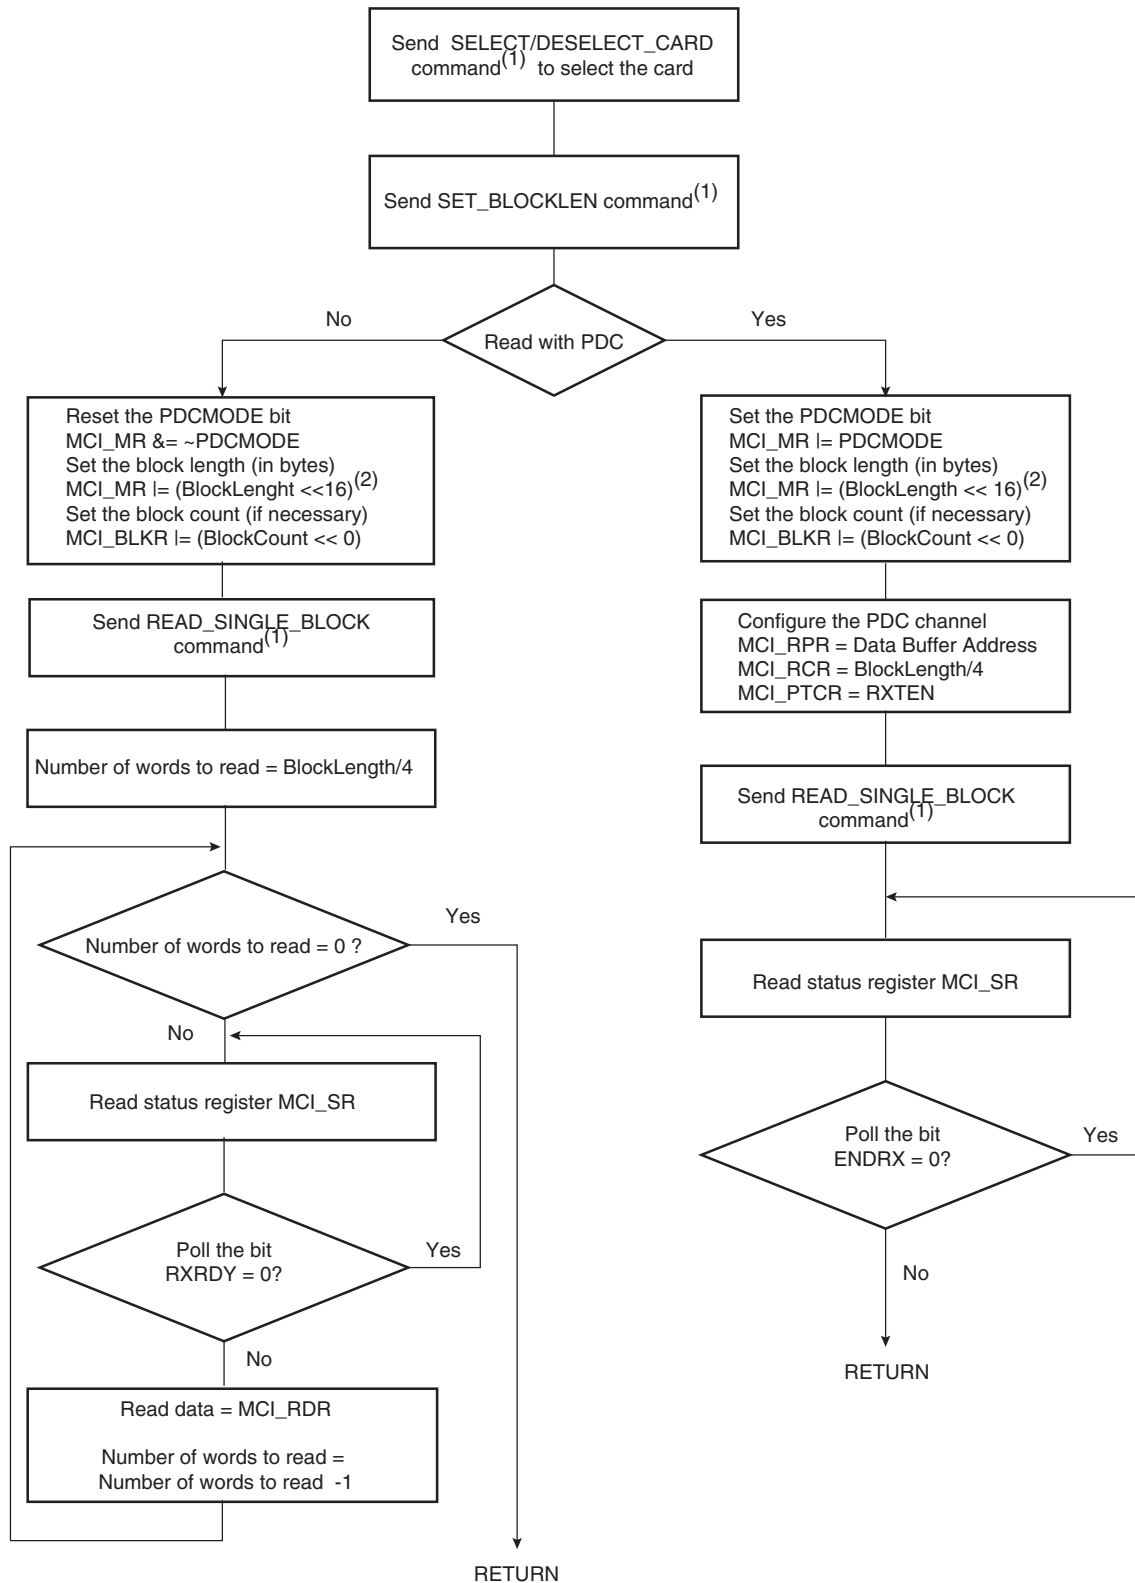 Send SELECT/DESELECT_CARD
command(1) to select the card
Send SET_BLOCKLEN command(1)
No
Yes
Read with PDC
Reset the PDCMODE bit
MCI_MR &= ~PDCMODE
Set the block length (in bytes)
MCI_MR |= (BlockLenght <<16)(2)
Set the block count (if necessary)
MCI_BLKR |= (BlockCount << 0)
Send READ_SINGLE_BLOCK
command(1)
Number of words to read = BlockLength/4
Yes
Number of words to read = 0 ?
No
Read status register MCI_SR
Poll the bit
RXRDY = 0?
Yes
No
Read data = MCI_RDR
Number of words to read =
Number of words to read -1
RETURN
Set the PDCMODE bit
MCI_MR |= PDCMODE
Set the block length (in bytes)
MCI_MR |= (BlockLength << 16)(2)
Set the block count (if necessary)
MCI_BLKR |= (BlockCount << 0)
Configure the PDC channel
MCI_RPR = Data Buffer Address
MCI_RCR = BlockLength/4
MCI_PTCR = RXTEN
Send READ_SINGLE_BLOCK
command(1)
Read status register MCI_SR
Poll the bit
ENDRX = 0?
Yes
No
RETURN